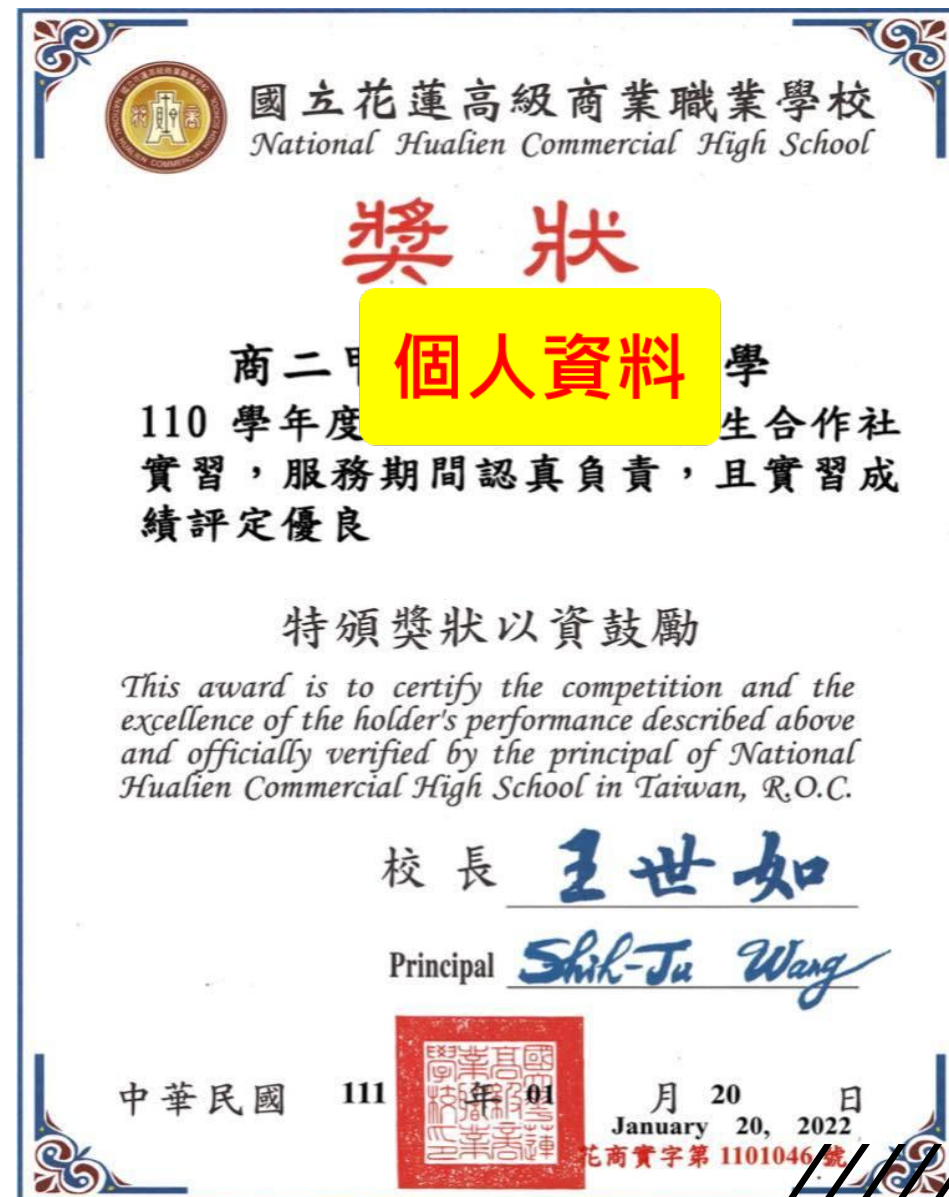 國立花蓮高級商業職業學校
National Hualien Commercial High School
獎 狀
個人資料
商二甲 學
110 學年度 生合作社
實習，服務期間認真負責，且實習成
績評定優良
特頒獎狀以資鼓勵
This award is to certify the competition and the
excellence of the holder's performance described above
and officially verified by the principal of National
Hualien Commercial High School in Taiwan, R.O.C.
校 長 王世如
Principal Shih-Ju Wang
中華民國 111 年 01 月 20 日
January 20, 2022
花商實字第 1101046 號